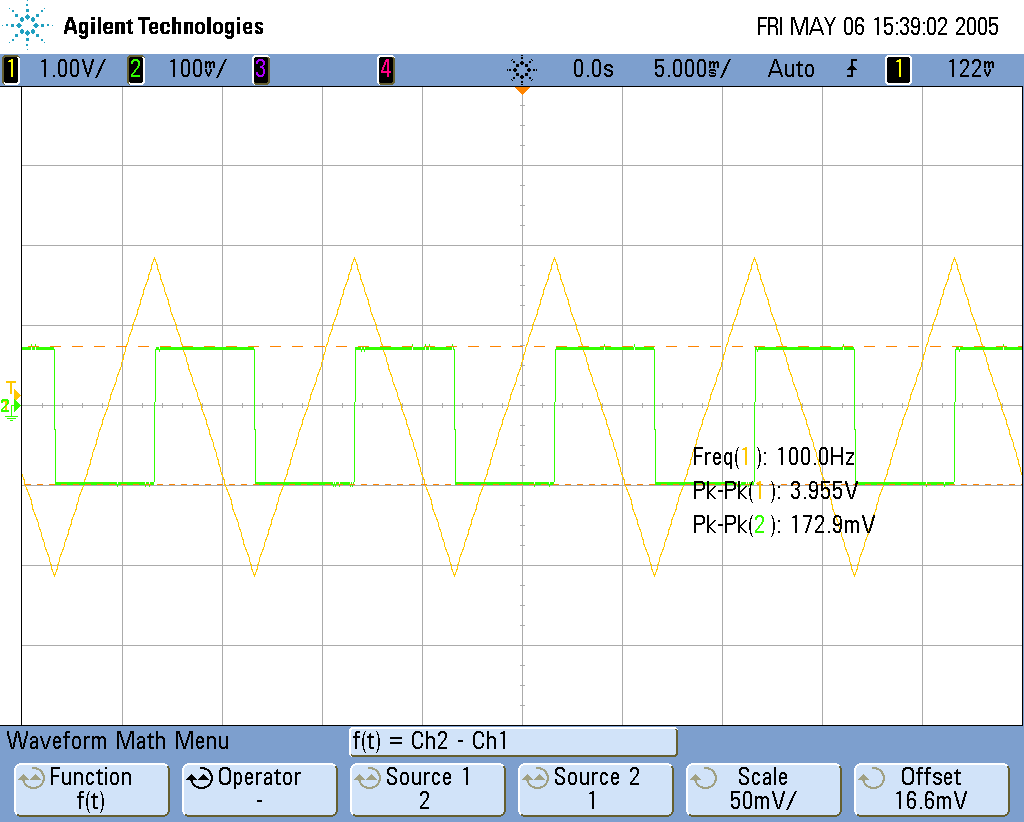 Agilent Technologies FRI MAY 06 15:39:02 2005
1 1.00V/ 2 100mV/ 3 4 0.0s 5.000ms/ Auto 1 122mV
T
2
Freq(1): 100.0Hz
Pk-Pk(1): 3.955V
Pk-Pk(2): 172.9mV
Waveform Math Menu f(t) = Ch2 - Ch1
Function Operator Source 1 Source 2 Scale Offset
f(t) - 2 1 50mV/ 16.6mV